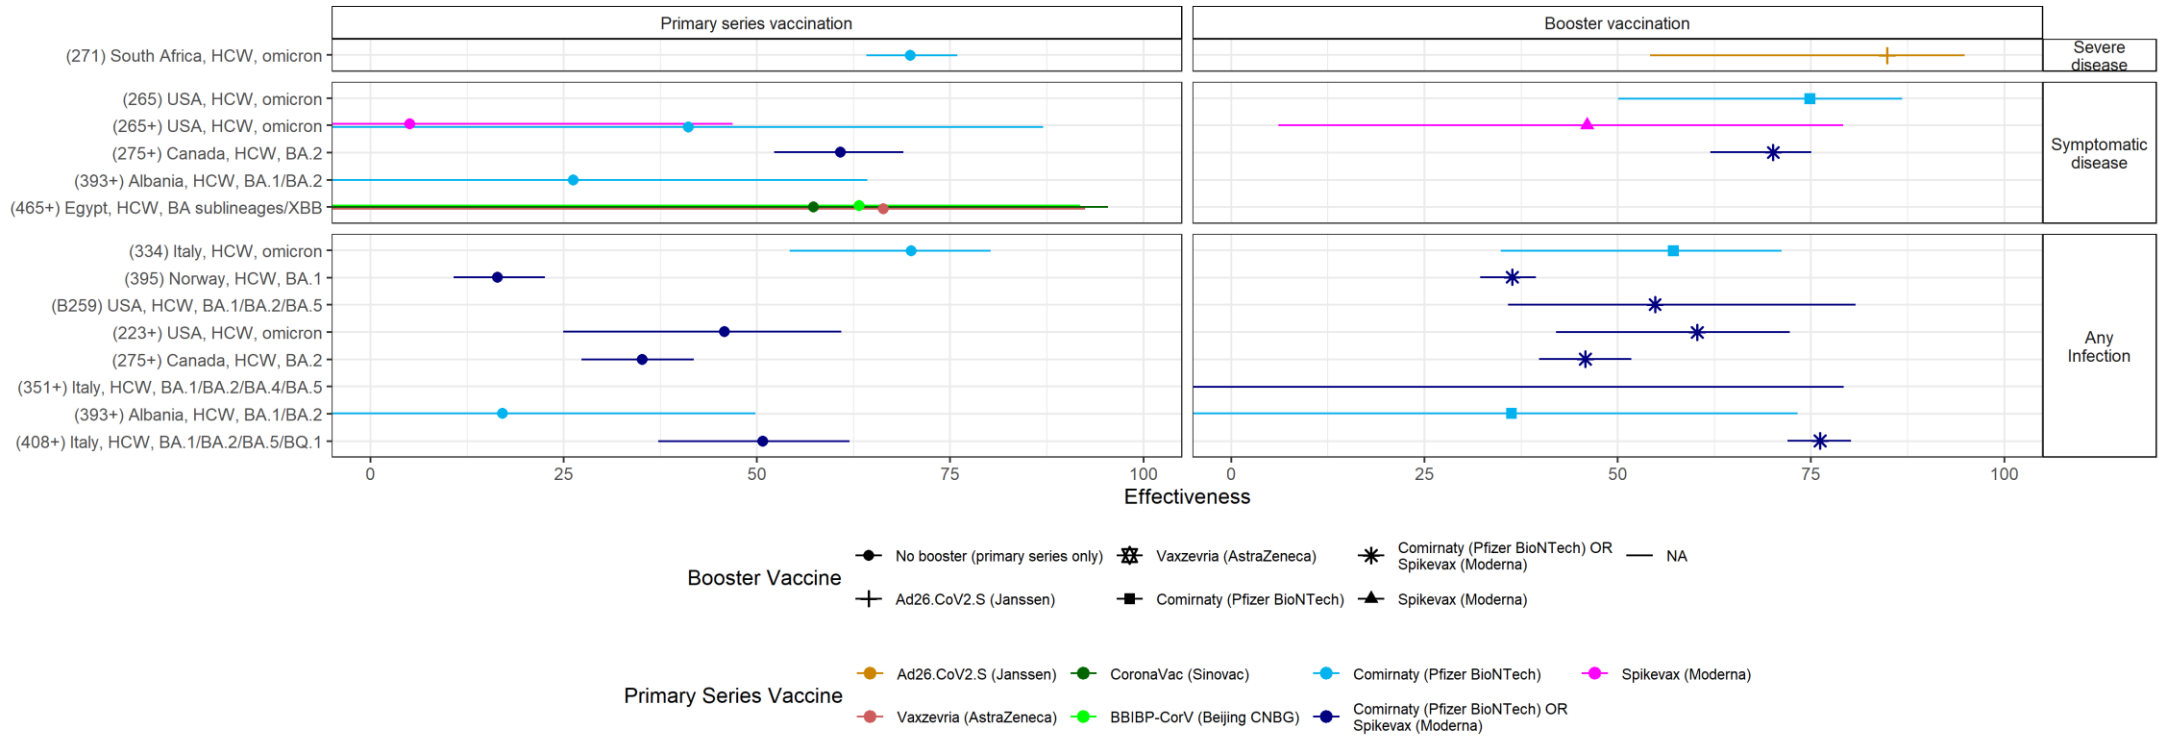 Primary series vaccination
Booster vaccination
(271) South Africa, HCW, omicron
Severe
disease
(265) USA, HCW, omicron
(265+) USA, HCW, omicron
(275+) Canada, HCW, BA.2
(393+) Albania, HCW, BA.1/BA.2
(465+) Egypt, HCW, BA sublineages/XBB
Symptomatic
disease
(334) Italy, HCW, omicron
(395) Norway, HCW, BA.1
(B259) USA, HCW, BA.1/BA.2/BA.5
(223+) USA, HCW, omicron
(275+) Canada, HCW, BA.2
(351+) Italy, HCW, BA.1/BA.2/BA.4/BA.5
(393+) Albania, HCW, BA.1/BA.2
(408+) Italy, HCW, BA.1/BA.2/BA.5/BQ.1
Any
Infection
0 25 50 75 100
0 25 50 75 100
Effectiveness
Booster Vaccine
No booster (primary series only)
Vaxzevria (AstraZeneca)
Comirnaty (Pfizer BioNTech) OR
Spikevax (Moderna)
NA
Ad26.CoV2.S (Janssen)
Comirnaty (Pfizer BioNTech)
Spikevax (Moderna)
Primary Series Vaccine
Ad26.CoV2.S (Janssen)
CoronaVac (Sinovac)
Comirnaty (Pfizer BioNTech)
Spikevax (Moderna)
Vaxzevria (AstraZeneca)
BBIBP-CorV (Beijing CNBG)
Comirnaty (Pfizer BioNTech) OR
Spikevax (Moderna)